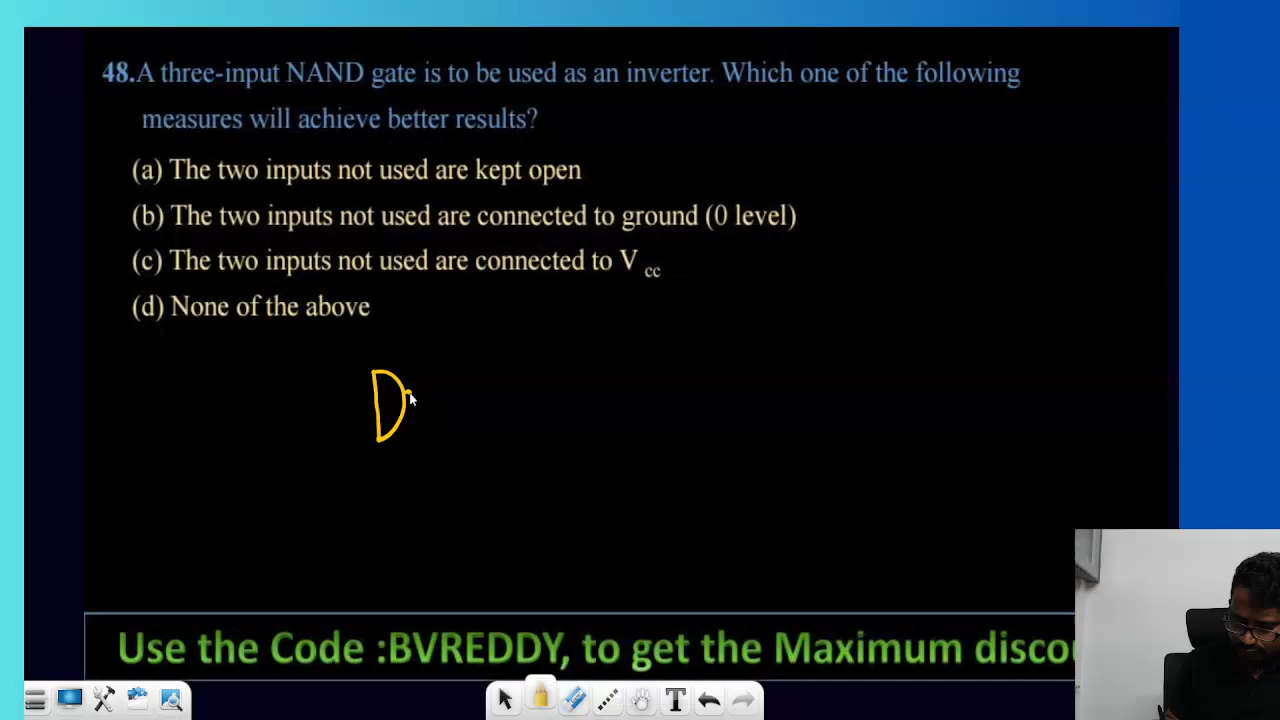 48.A three-input NAND gate is to be used as an inverter. Which one of the following
measures will achieve better results?
(a) The two inputs not used are kept open
(b) The two inputs not used are connected to ground (0 level)
(c) The two inputs not used are connected to V cc
(d) None of the above
Use the Code :BVREDDY, to get the Maximum discou
T